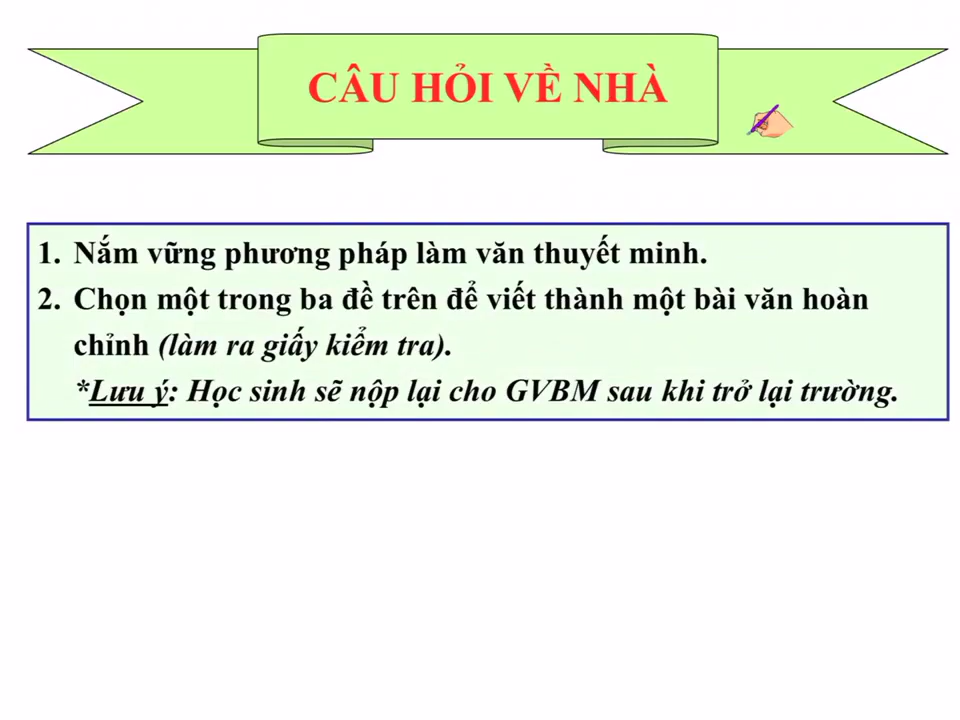 CÂU HỎI VỀ NHÀ
1. Nắm vững phương pháp làm văn thuyết minh.
2. Chọn một trong ba đề trên để viết thành một bài văn hoàn
chỉnh (làm ra giấy kiểm tra).
*Lưu ý: Học sinh sẽ nộp lại cho GVBM sau khi trở lại trường.